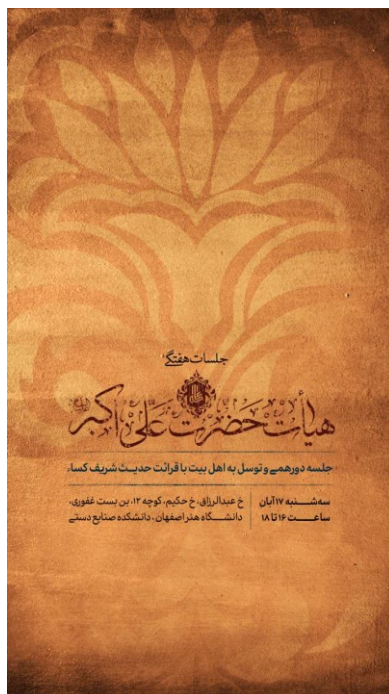 جلسات هفتگی
هیأت حضرت علی اکبر
جلسه دورهمی و توسل به اهل بیت با قرائت حدیث شریف کساء
سه‌شنبه ۱۷ آبان
ساعت ۱۶ تا ۱۸
خ عبدالرزاق، خ حکیم، کوچه ۱۲، بن بست غفوری،
دانشگاه هنر اصفهان، دانشکده صنایع دستی